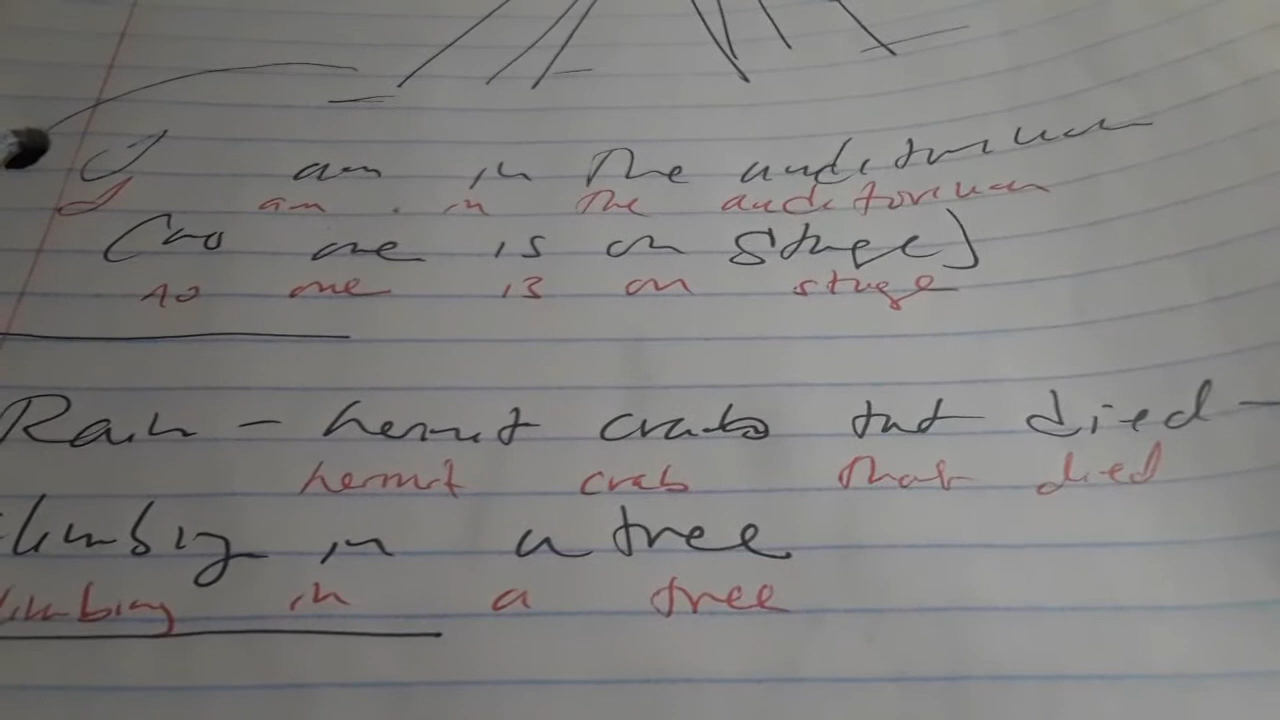 I am in the auditorium
I am in the auditorium
(no one is on stage)
no one is on stage
Rain - hermit crabs that died -
hermit crab that died
climbing in a tree
climbing in a tree